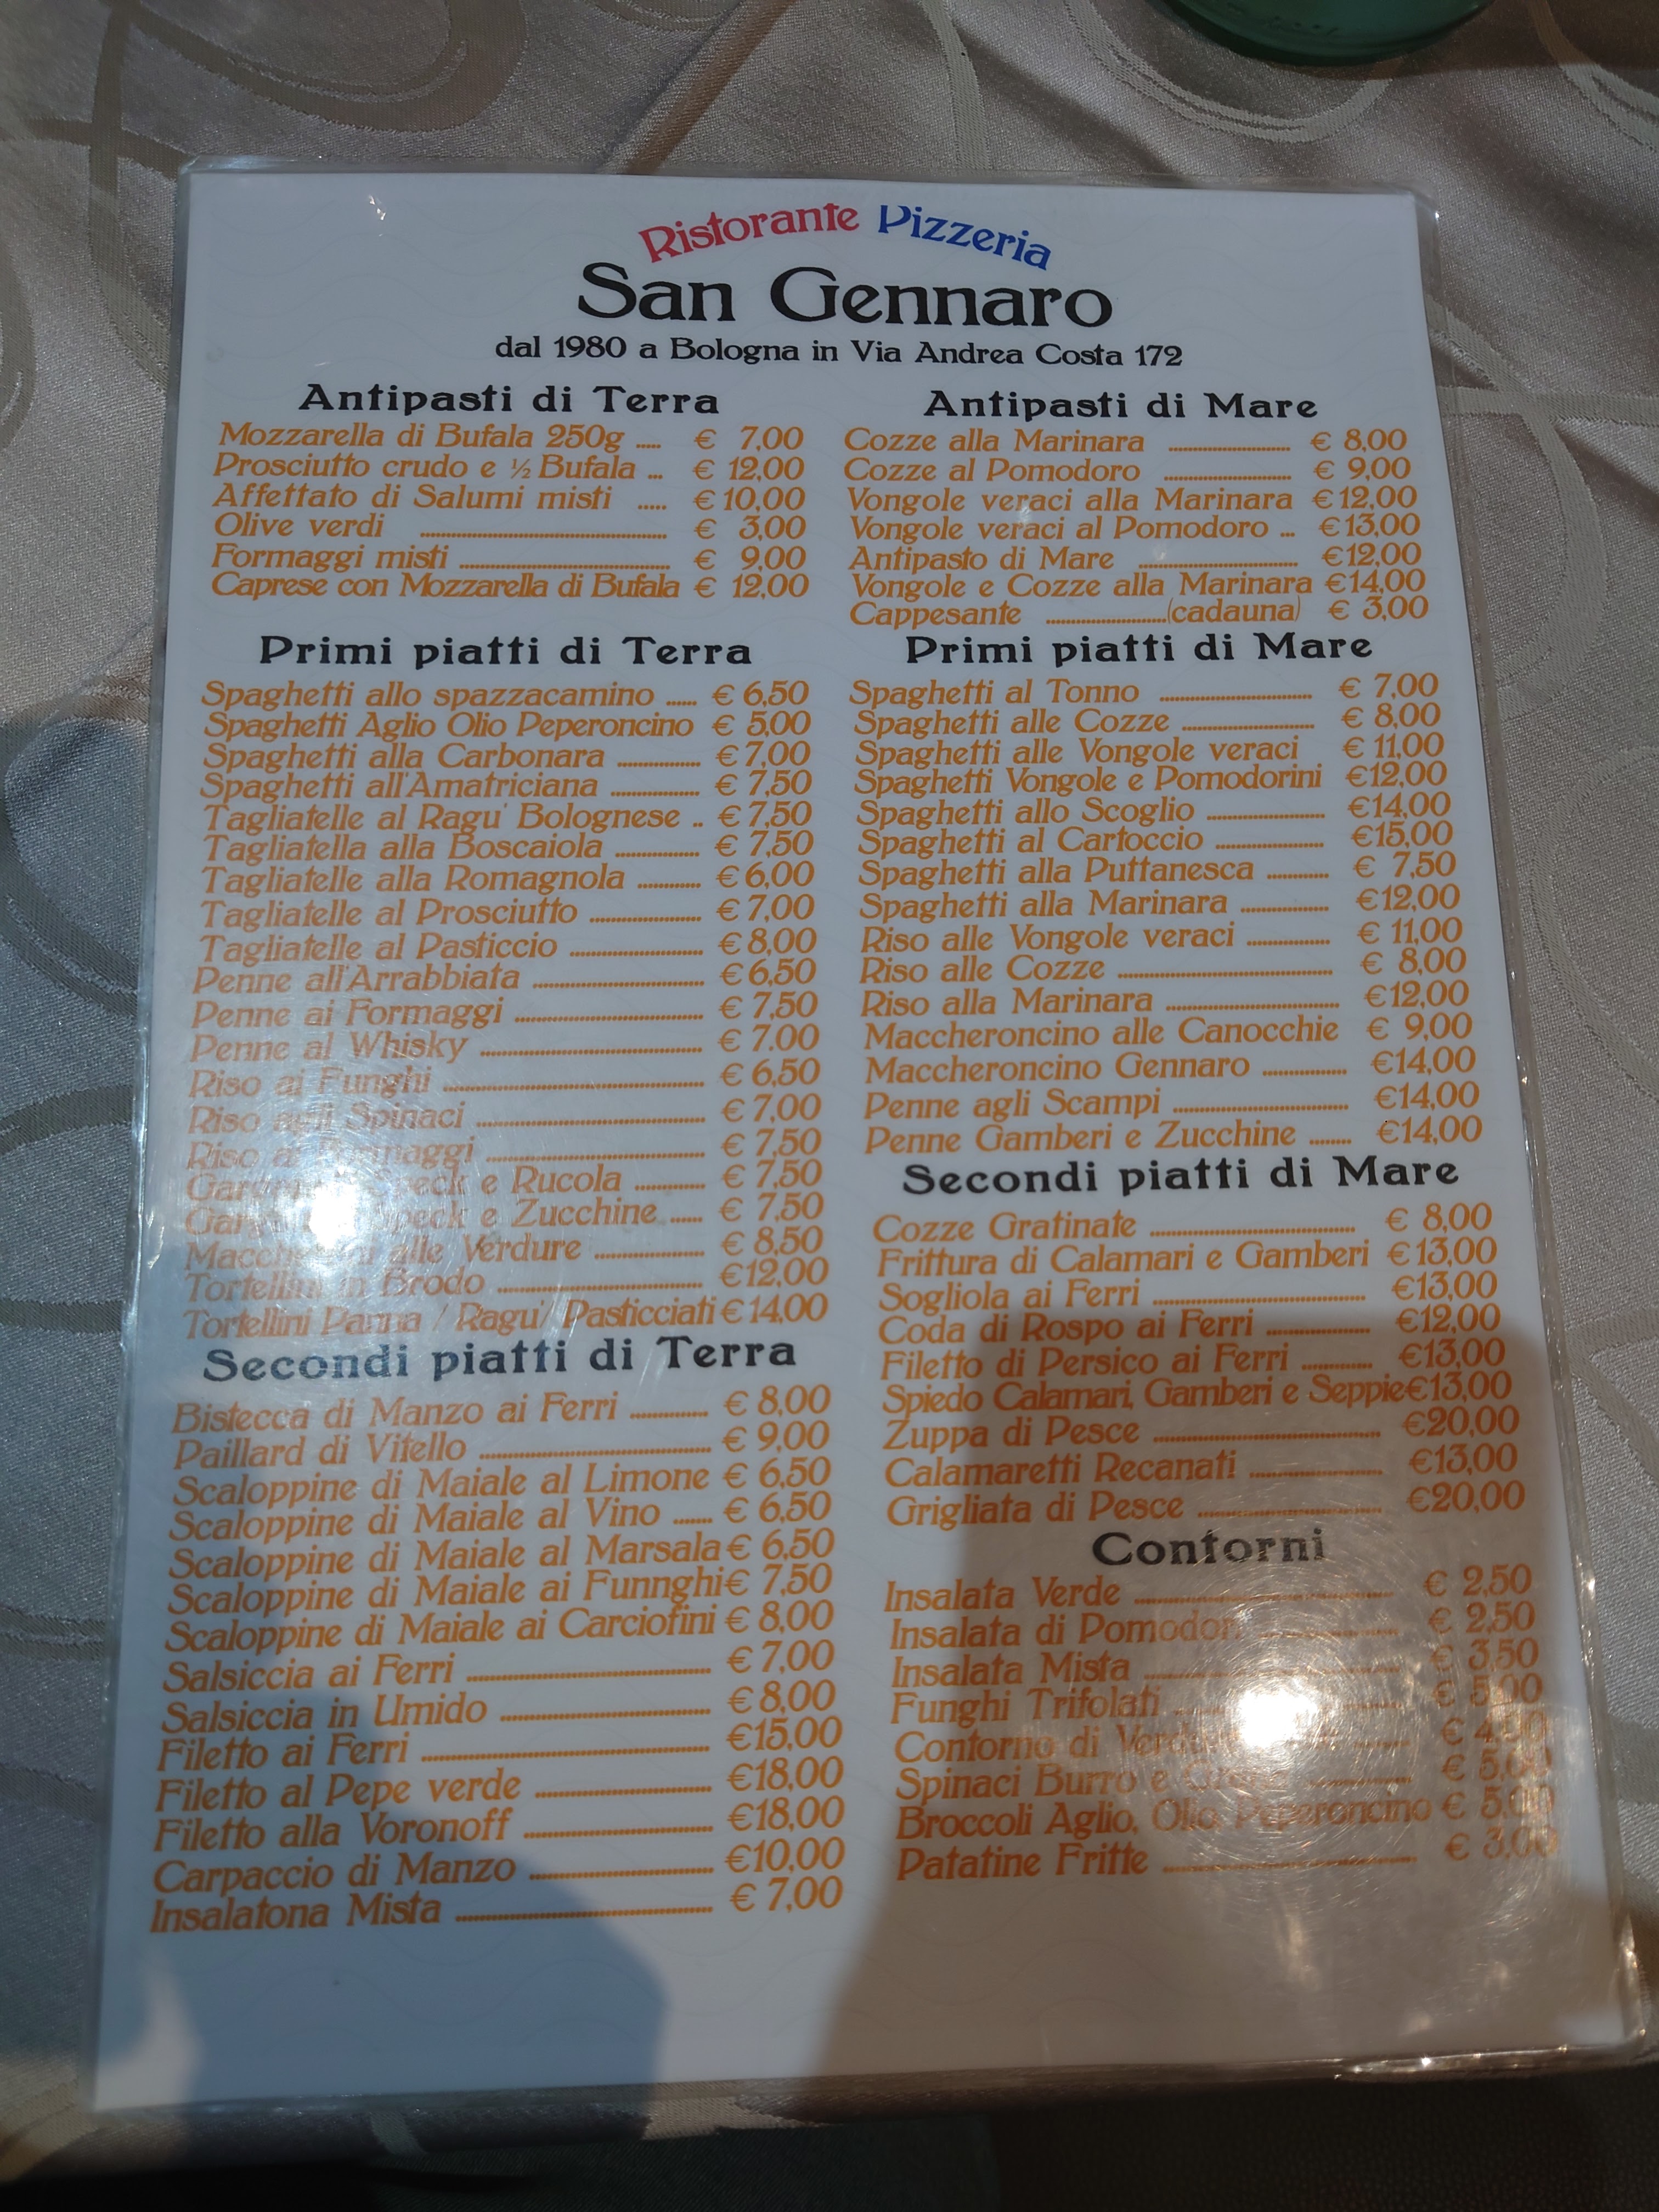 Ristorante Pizzeria
San Gennaro
dal 1980 a Bologna in Via Andrea Costa 172
Antipasti di Terra
Mozzarella di Bufala 250g ..... € 7,00
Prosciutto crudo e ½ Bufala ... € 12,00
Affettato di Salumi misti ..... € 10,00
Olive verdi ..... € 3,00
Formaggi misti ..... € 9,00
Caprese con Mozzarella di Bufala € 12,00
Primi piatti di Terra
Spaghetti allo spazzacamino ..... € 6,50
Spaghetti Aglio Olio Peperoncino € 5,00
Spaghetti alla Carbonara ..... € 7,00
Spaghetti all'Amatriciana ..... € 7,50
Tagliatelle al Ragu' Bolognese .. € 7,50
Tagliatella alla Boscaiola ..... € 7,50
Tagliatelle alla Romagnola ..... € 6,00
Tagliatelle al Prosciutto ..... € 7,00
Tagliatelle al Pasticcio ..... € 8,00
Penne all'Arrabbiata ..... € 6,50
Penne ai Formaggi ..... € 7,50
Penne al Whisky ..... € 7.00
Riso ai Funghi ..... € 6,50
Riso agli Spinaci ..... € 7,00
Riso ai Formaggi ..... € 7,50
Speck e Rucola ..... € 7,50
Speck e Zucchine ..... € 7,50
alle Verdure ..... € 8,50
Tortellini in Brodo ..... € 12,00
Tortellini Panna / Ragu'/ Pasticciati € 14,00
Secondi piatti di Terra
Bistecca di Manzo ai Ferri ..... € 8,00
Paillard di Vitello ..... € 9,00
Scaloppine di Maiale al Limone € 6,50
Scaloppine di Maiale al Vino ..... € 6,50
Scaloppine di Maiale al Marsala € 6,50
Scaloppine di Maiale ai Funnghi € 7,50
Scaloppine di Maiale ai Carciofini € 8,00
Salsiccia ai Ferri ..... € 7,00
Salsiccia in Umido ..... € 8,00
Filetto ai Ferri ..... € 15,00
Filetto al Pepe verde ..... € 18,00
Filetto alla Voronoff ..... € 18,00
Carpaccio di Manzo ..... € 10,00
Insalatona Mista ..... € 7,00
Antipasti di Mare
Cozze alla Marinara ..... € 8,00
Cozze al Pomodoro ..... € 9,00
Vongole veraci alla Marinara € 12,00
Vongole veraci al Pomodoro ... € 13,00
Antipasto di Mare ..... € 12,00
Vongole e Cozze alla Marinara € 14,00
Cappesante .....(cadauna) € 3,00
Primi piatti di Mare
Spaghetti al Tonno ..... € 7,00
Spaghetti alle Cozze ..... € 8,00
Spaghetti alle Vongole veraci € 11,00
Spaghetti Vongole e Pomodorini € 12,00
Spaghetti allo Scoglio ..... € 14,00
Spaghetti al Cartoccio ..... € 15,00
Spaghetti alla Puttanesca ..... € 7,50
Spaghetti alla Marinara ..... € 12,00
Riso alle Vongole veraci ..... € 11,00
Riso alle Cozze ..... € 8,00
Riso alla Marinara ..... € 12,00
Maccheroncino alle Canocchie € 9,00
Maccheroncino Gennaro ..... € 14,00
Penne agli Scampi ..... € 14,00
Penne Gamberi e Zucchine ..... € 14,00
Secondi piatti di Mare
Cozze Gratinate ..... € 8,00
Frittura di Calamari e Gamberi € 13,00
Sogliola ai Ferri ..... € 13,00
Coda di Rospo ai Ferri ..... € 12,00
Filetto di Persico ai Ferri ..... € 13,00
Spiedo Calamari, Gamberi e Seppie € 13,00
Zuppa di Pesce ..... € 20,00
Calamaretti Recanati ..... € 13,00
Grigliata di Pesce ..... € 20,00
Contorni
Insalata Verde ..... € 2,50
Insalata di Pomodori ..... € 2,50
Insalata Mista ..... € 3,50
Funghi Trifolati ..... € 5,00
Contorno di
Spinaci Burro e ..... € 5,00
Broccoli Aglio, Olio, Peperoncino € 5,00
Patatine Fritte ..... € 3,00